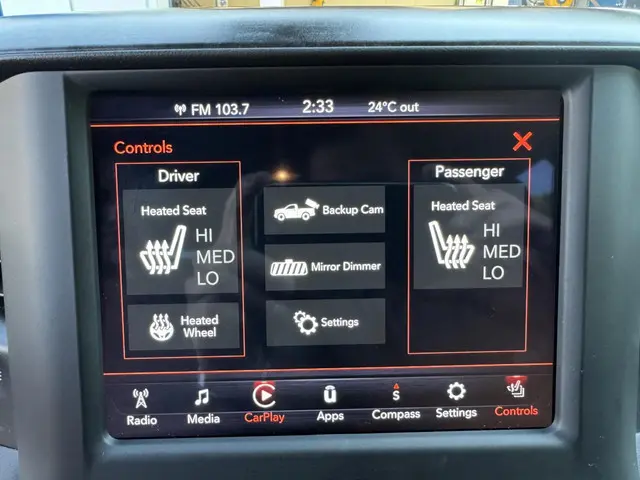 FM 103.7 2:33 24°C out
Controls
Driver
Heated Seat
HI
MED
LO
Heated
Wheel
Backup Cam
Mirror Dimmer
Settings
Passenger
Heated Seat
HI
MED
LO
Radio Media CarPlay Apps S Compass Settings Controls